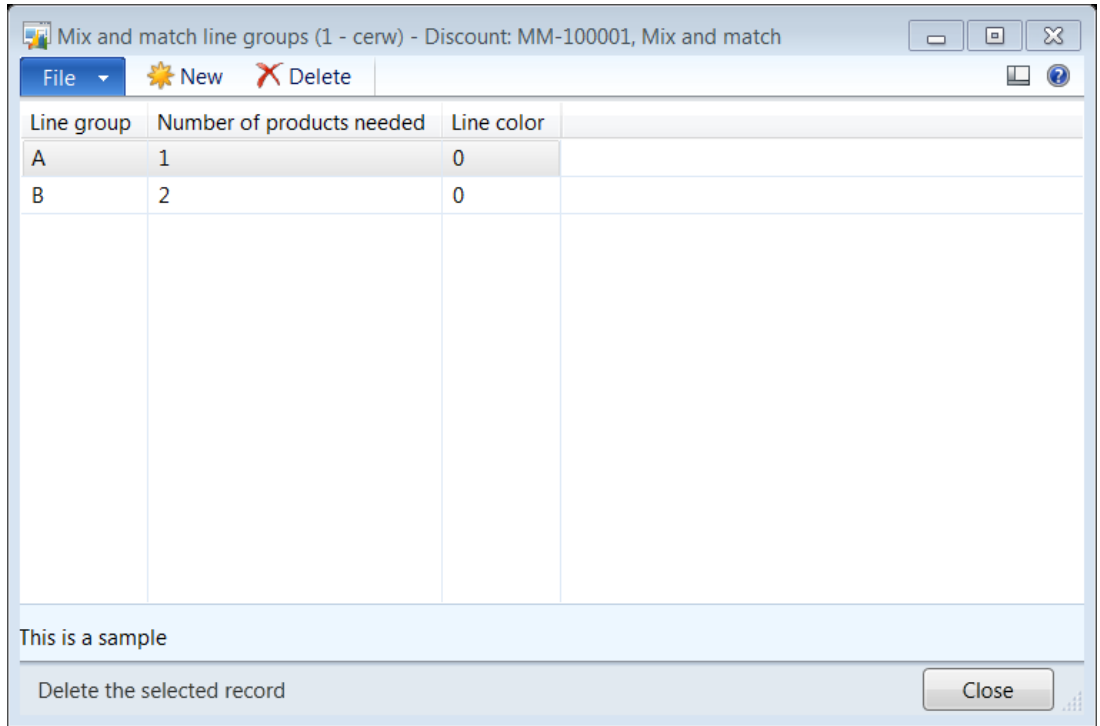 Mix and match line groups (1 - cerw) - Discount: MM-100001, Mix and match
File New Delete
Line group Number of products needed Line color
A 1 0
B 2 0
This is a sample
Delete the selected record Close